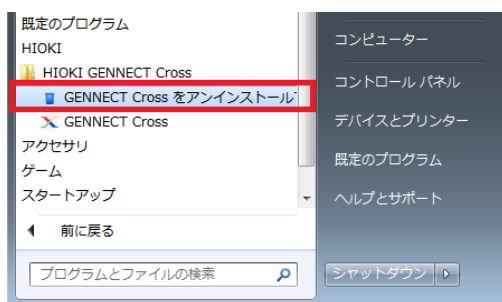 既定のプログラム
HIOKI
HIOKI GENNECT Cross
GENNECT Cross をアンインストール
GENNECT Cross
アクセサリ
ゲーム
スタートアップ
前に戻る
プログラムとファイルの検索
コンピューター
コントロール パネル
デバイスとプリンター
既定のプログラム
ヘルプとサポート
シャットダウン